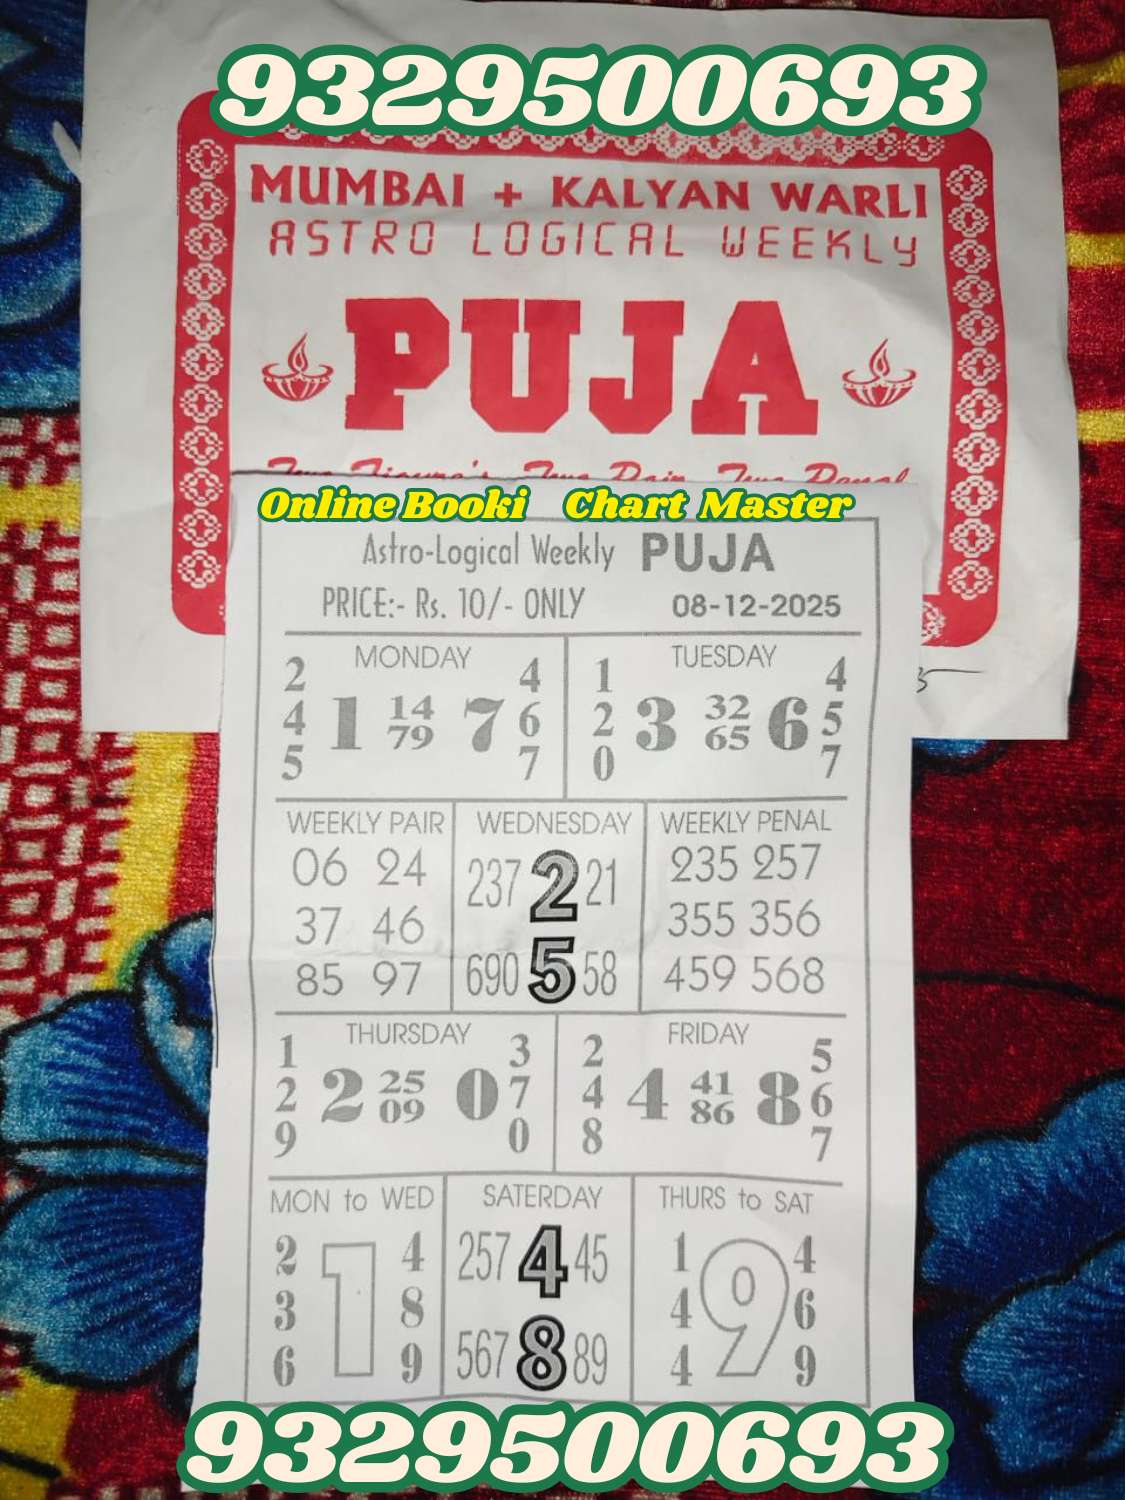 9329500693
MUMBAI + KALYAN WARLI
ASTRO LOGICAL WEEKLY
PUJA
Two Figure's, Two Pair, Two Penal
Online Booki Chart Master
Astro-Logical Weekly PUJA
PRICE:- Rs. 10/- ONLY 08-12-2025
MONDAY
2 4 5
1
14
79
7
4 6 7
TUESDAY
1 2 0
3
32
65
6
4 5 7
WEEKLY PAIR
06 24
37 46
85 97
WEDNESDAY
237 2 21
690 5 58
WEEKLY PENAL
235 257
355 356
459 568
THURSDAY
1 2 9
2
25
09
0
3 7 0
FRIDAY
2 4 8
4
41
86
8
5 6 7
MON to WED
2 3 6
1
4 8 9
SATERDAY
257 4 45
567 8 89
THURS to SAT
1 4 4
9
4 6 9
9329500693